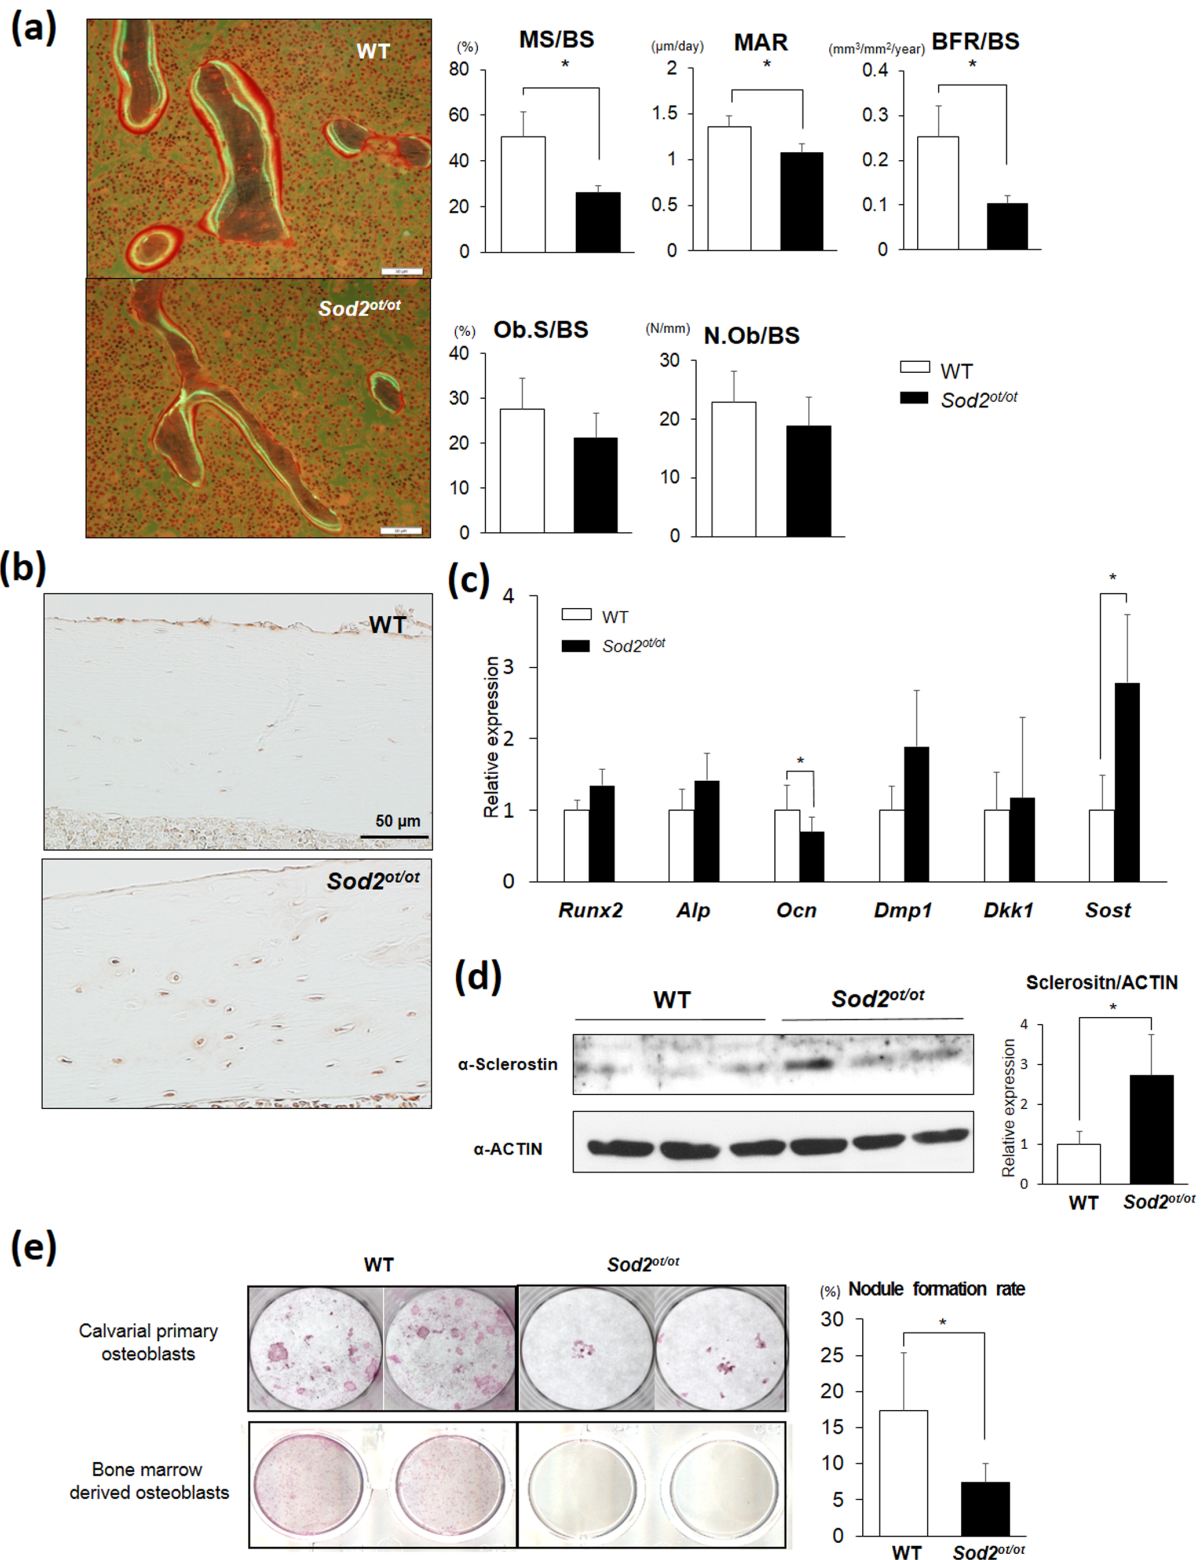 (a)
WT
50 µm
Sod2ot/ot
50 µm
MS/BS
(%)
*
80
60
40
20
0
MAR
(µm/day)
*
2
1.5
1
0.5
0
BFR/BS
(mm3/mm2/year)
*
0.4
0.3
0.2
0.1
0
Ob.S/BS
(%)
40
30
20
10
0
N.Ob/BS
(N/mm)
30
20
10
0
WT
Sod2ot/ot
(b)
WT
50 µm
Sod2ot/ot
(c)
Relative expression
4
3
2
1
0
WT
Sod2ot/ot
*
*
Runx2 Alp Ocn Dmp1 Dkk1 Sost
(d)
WT Sod2ot/ot
α-Sclerostin
α-ACTIN
Sclerositn/ACTIN
*
Relative expression
4
3
2
1
0
WT Sod2ot/ot
(e)
WT Sod2ot/ot
Calvarial primary
osteoblasts
Bone marrow
derived osteoblasts
(%) Nodule formation rate
*
30
25
20
15
10
5
0
WT Sod2ot/ot